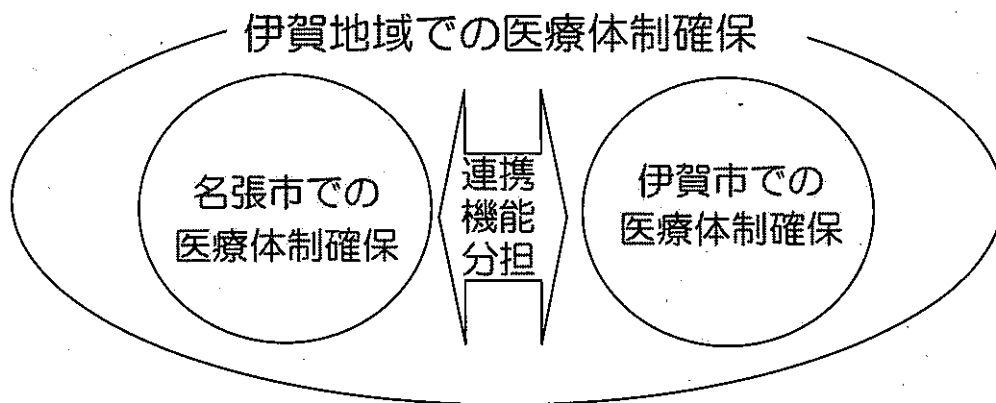 伊賀地域での医療体制確保
名張市での
医療体制確保
連携
機能
分担
伊賀市での
医療体制確保